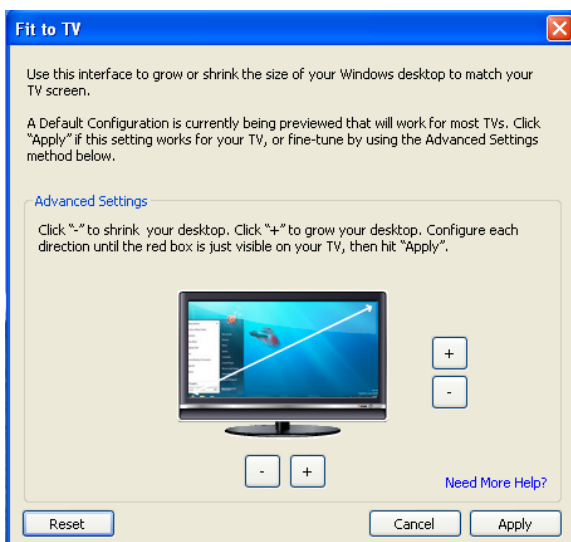 Fit to TV
Use this interface to grow or shrink the size of your Windows desktop to match your
TV screen.
A Default Configuration is currently being previewed that will work for most TVs. Click
“Apply” if this setting works for your TV, or fine-tune by using the Advanced Settings
method below.
Advanced Settings
Click “-” to shrink your desktop. Click “+” to grow your desktop. Configure each
direction until the red box is just visible on your TV, then hit “Apply”.
+
-
- +
Need More Help?
Reset Cancel Apply